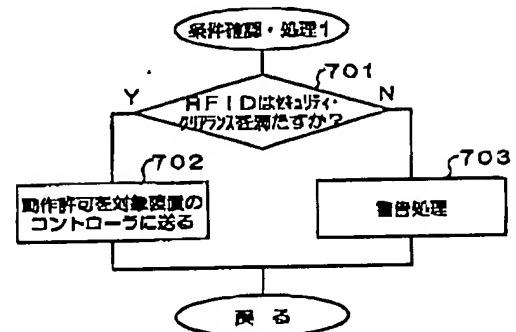 条件確認・処理1
701
RFIDはセキュリティ・
クリアランスを満たすか?
Y
N
702
動作許可を対象装置の
コントローラに送る
703
警告処理
戻る